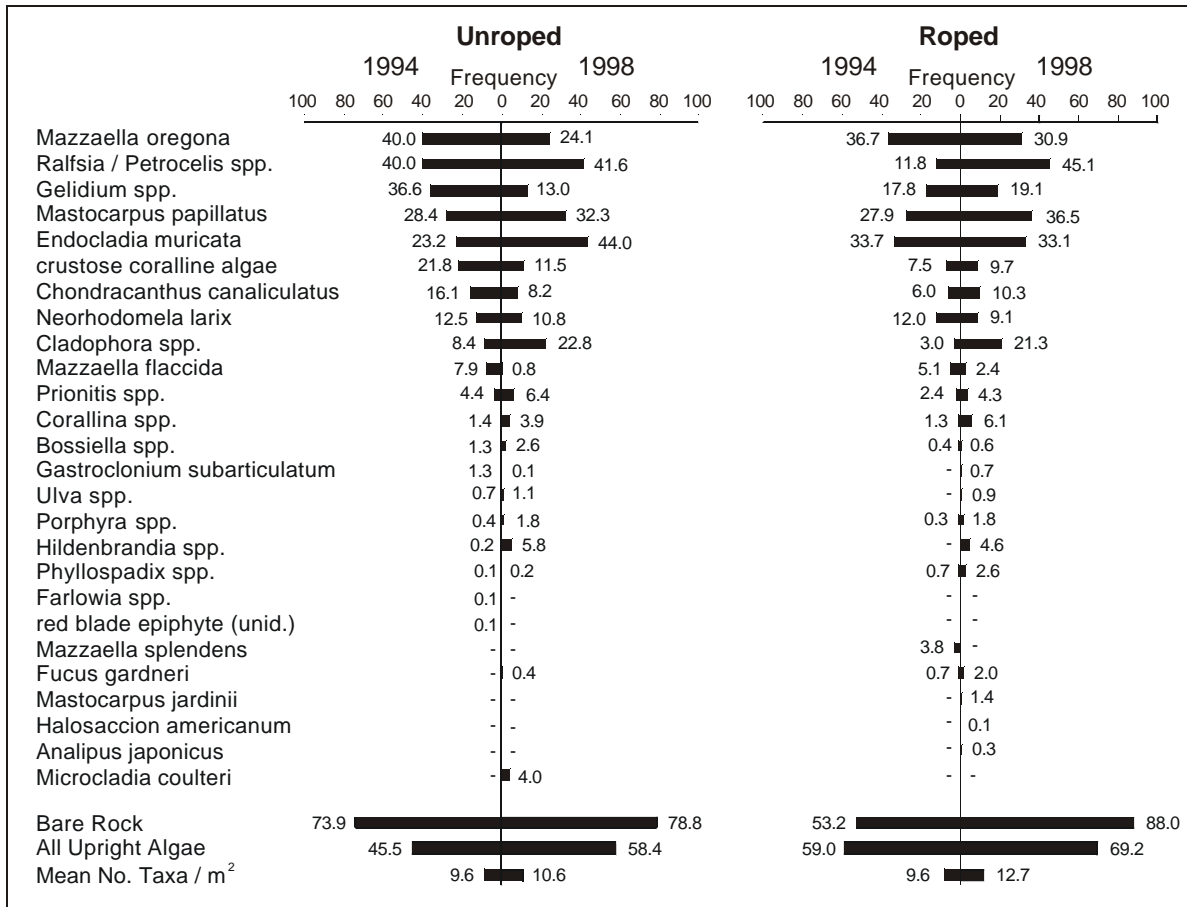 Unroped Roped
1994 Frequency 1998 1994 Frequency 1998
100 80 60 40 20 0 20 40 60 80 100 100 80 60 40 20 0 20 40 60 80 100
Mazzaella oregona 40.0 24.1 36.7 30.9
Ralfsia / Petrocelis spp. 40.0 41.6 11.8 45.1
Gelidium spp. 36.6 13.0 17.8 19.1
Mastocarpus papillatus 28.4 32.3 27.9 36.5
Endocladia muricata 23.2 44.0 33.7 33.1
crustose coralline algae 21.8 11.5 7.5 9.7
Chondracanthus canaliculatus 16.1 8.2 6.0 10.3
Neorhodomela larix 12.5 10.8 12.0 9.1
Cladophora spp. 8.4 22.8 3.0 21.3
Mazzaella flaccida 7.9 0.8 5.1 2.4
Prionitis spp. 4.4 6.4 2.4 4.3
Corallina spp. 1.4 3.9 1.3 6.1
Bossiella spp. 1.3 2.6 0.4 0.6
Gastroclonium subarticulatum 1.3 0.1 - 0.7
Ulva spp. 0.7 1.1 - 0.9
Porphyra spp. 0.4 1.8 0.3 1.8
Hildenbrandia spp. 0.2 5.8 - 4.6
Phyllospadix spp. 0.1 0.2 0.7 2.6
Farlowia spp. 0.1 - - -
red blade epiphyte (unid.) 0.1 - - -
Mazzaella splendens - - 3.8 -
Fucus gardneri - 0.4 0.7 2.0
Mastocarpus jardinii - - - 1.4
Halosaccion americanum - - - 0.1
Analipus japonicus - - - 0.3
Microcladia coulteri - 4.0 - -
Bare Rock 73.9 78.8 53.2 88.0
All Upright Algae 45.5 58.4 59.0 69.2
Mean No. Taxa / m² 9.6 10.6 9.6 12.7